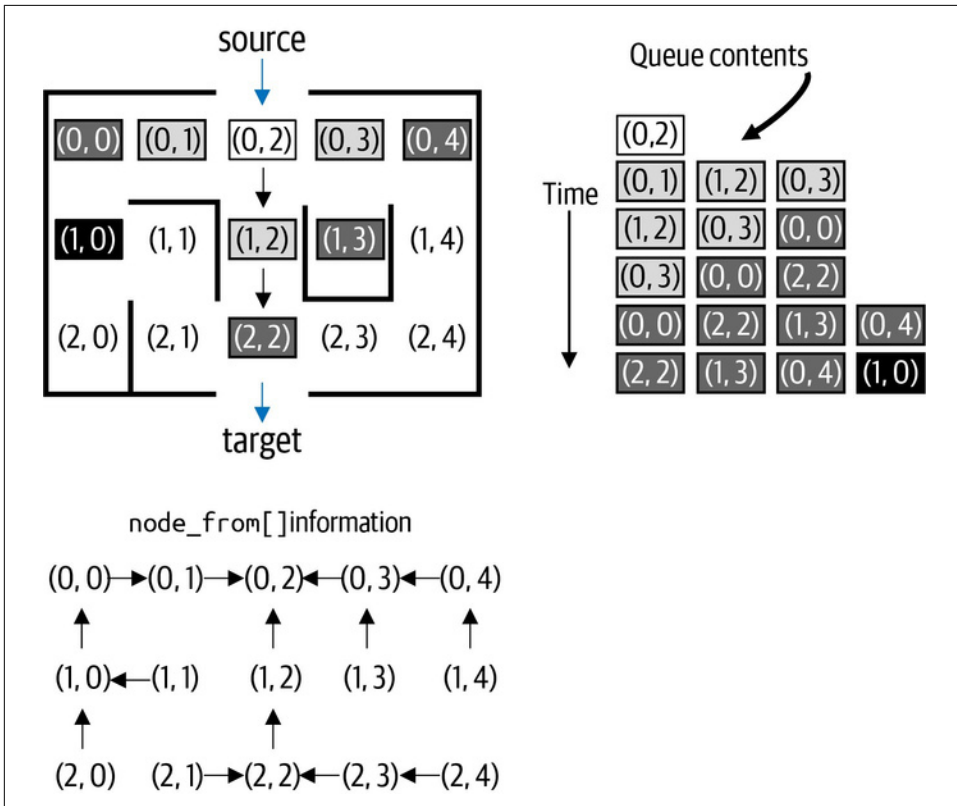 source
(0, 0) (0, 1) (0, 2) (0, 3) (0, 4)
(1, 0) (1, 1) (1, 2) (1, 3) (1, 4)
(2, 0) (2, 1) (2, 2) (2, 3) (2, 4)
target
Queue contents
Time
(0,2)
(0, 1) (1, 2) (0, 3)
(1, 2) (0, 3) (0, 0)
(0, 3) (0, 0) (2, 2)
(0, 0) (2, 2) (1, 3) (0, 4)
(2, 2) (1, 3) (0, 4) (1, 0)
node_from[]information
(0, 0) (0, 1) (0, 2) (0, 3) (0, 4)
(1, 0) (1, 1) (1, 2) (1, 3) (1, 4)
(2, 0) (2, 1) (2, 2) (2, 3) (2, 4)